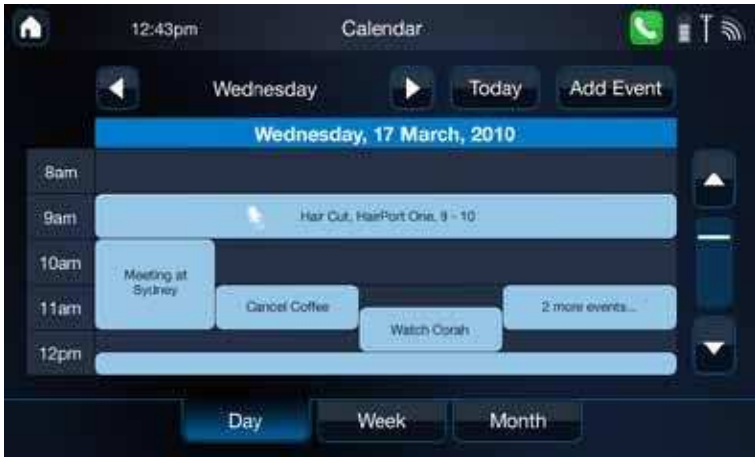 12:43pm Calendar
Wednesday Today Add Event
Wednesday, 17 March, 2010
8am
9am Hair Cut, HairPort One, 9 - 10
10am
Meeting at
Sydney
11am Cancel Coffee 2 more events...
Watch Oprah
12pm
Day Week Month